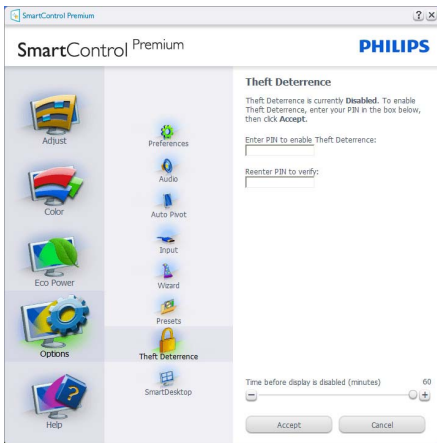 SmartControl Premium
SmartControl Premium
PHILIPS
Adjust
Color
Eco Power
Options
Help
Preferences
Audio
Auto Pivot
Input
Wizard
Presets
Theft Deterrence
SmartDesktop
Theft Deterrence
Theft Deterrence is currently Disabled. To enable
Theft Deterrence, enter your PIN in the box below,
then click Accept.
Enter PIN to enable Theft Deterrence:
Reenter PIN to verify:
Time before display is disabled (minutes) 60
Accept Cancel